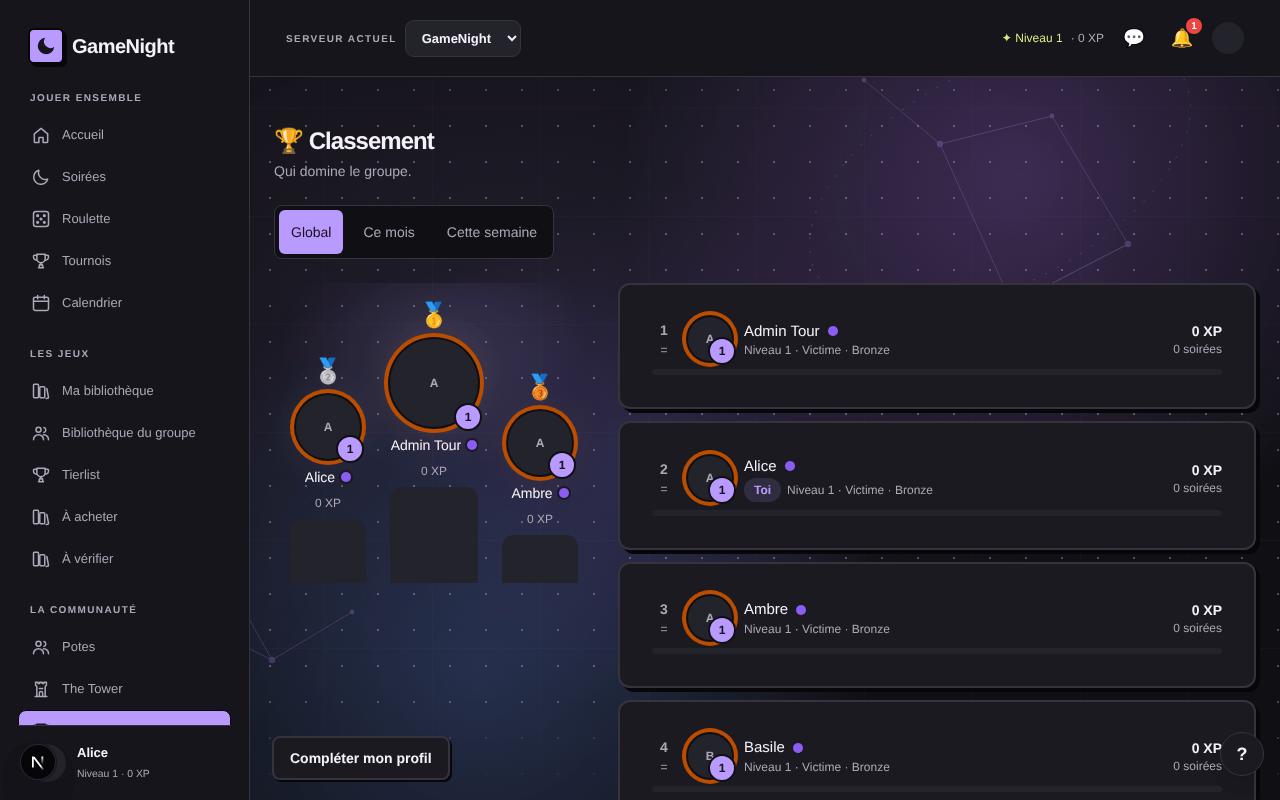 GameNight
JOUER ENSEMBLE
Accueil
Soirées
Roulette
Tournois
Calendrier
LES JEUX
Ma bibliothèque
Bibliothèque du groupe
Tierlist
À acheter
À vérifier
LA COMMUNAUTÉ
Potes
The Tower
N
Alice
Niveau 1 · 0 XP
SERVEUR ACTUEL
GameNight
✦ Niveau 1 · 0 XP
1
🏆 Classement
Qui domine le groupe.
Global
Ce mois
Cette semaine
A
1
Admin Tour
0 XP
2
A
1
Alice
0 XP
3
A
1
Ambre
0 XP
1
=
A
1
Admin Tour
Niveau 1 · Victime · Bronze
0 XP
0 soirées
2
=
A
1
Alice
Toi
Niveau 1 · Victime · Bronze
0 XP
0 soirées
3
=
A
1
Ambre
Niveau 1 · Victime · Bronze
0 XP
0 soirées
4
=
B
1
Basile
Niveau 1 · Victime · Bronze
0 XP
0 soirées
Compléter mon profil
?